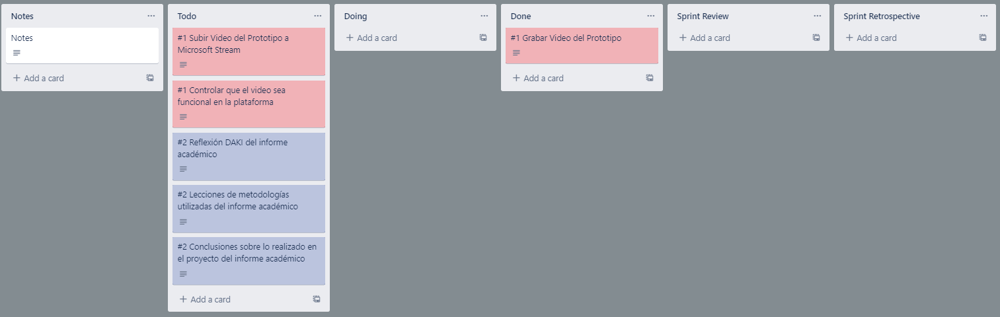 Notes
Notes
Add a card
Todo
#1 Subir Video del Prototipo a
Microsoft Stream
#1 Controlar que el video sea
funcional en la plataforma
#2 Reflexión DAKI del informe
académico
#2 Lecciones de metodologías
utilizadas del informe académico
#2 Conclusiones sobre lo realizado en
el proyecto del informe académico
Add a card
Doing
Add a card
Done
#1 Grabar Video del Prototipo
Add a card
Sprint Review
Add a card
Sprint Retrospective
Add a card